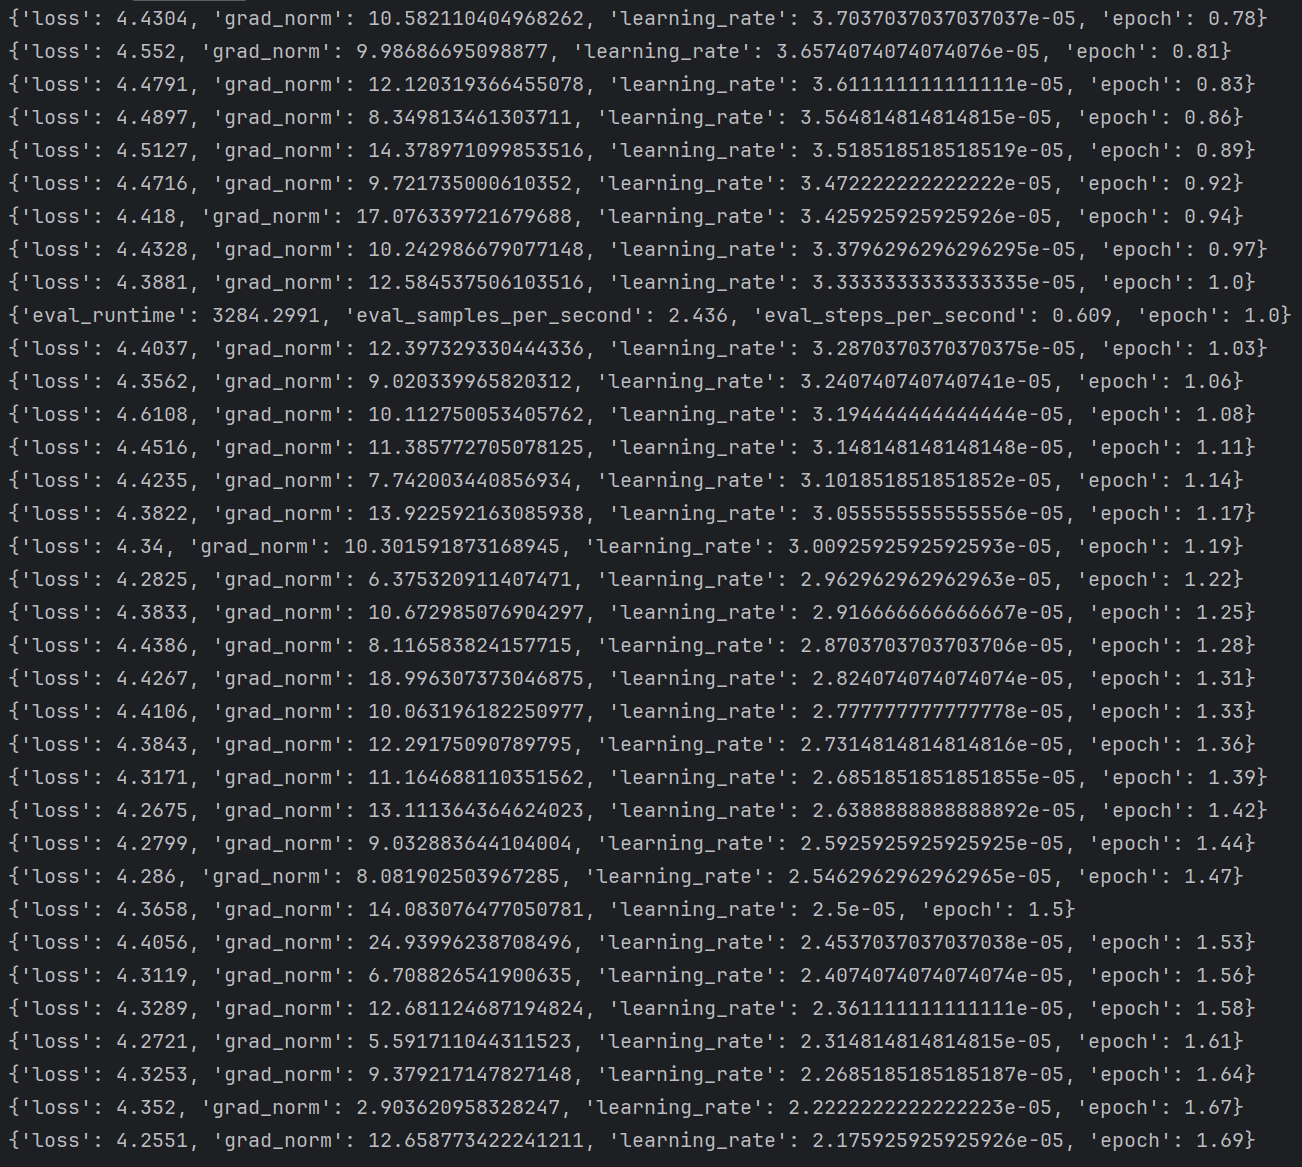 {'loss': 4.4304, 'grad_norm': 10.582110404968262, 'learning_rate': 3.7037037037037037e-05, 'epoch': 0.78}
{'loss': 4.552, 'grad_norm': 9.98686695098877, 'learning_rate': 3.6574074074074076e-05, 'epoch': 0.81}
{'loss': 4.4791, 'grad_norm': 12.120319366455078, 'learning_rate': 3.611111111111111e-05, 'epoch': 0.83}
{'loss': 4.4897, 'grad_norm': 8.349813461303711, 'learning_rate': 3.564814814814815e-05, 'epoch': 0.86}
{'loss': 4.5127, 'grad_norm': 14.378971099853516, 'learning_rate': 3.518518518518519e-05, 'epoch': 0.89}
{'loss': 4.4716, 'grad_norm': 9.721735000610352, 'learning_rate': 3.472222222222222e-05, 'epoch': 0.92}
{'loss': 4.418, 'grad_norm': 17.076339721679688, 'learning_rate': 3.425925925925926e-05, 'epoch': 0.94}
{'loss': 4.4328, 'grad_norm': 10.242986679077148, 'learning_rate': 3.3796296296296295e-05, 'epoch': 0.97}
{'loss': 4.3881, 'grad_norm': 12.584537506103516, 'learning_rate': 3.3333333333333335e-05, 'epoch': 1.0}
{'eval_runtime': 3284.2991, 'eval_samples_per_second': 2.436, 'eval_steps_per_second': 0.609, 'epoch': 1.0}
{'loss': 4.4037, 'grad_norm': 12.397329330444336, 'learning_rate': 3.2870370370370375e-05, 'epoch': 1.03}
{'loss': 4.3562, 'grad_norm': 9.020339965820312, 'learning_rate': 3.240740740740741e-05, 'epoch': 1.06}
{'loss': 4.6108, 'grad_norm': 10.112750053405762, 'learning_rate': 3.194444444444444e-05, 'epoch': 1.08}
{'loss': 4.4516, 'grad_norm': 11.385772705078125, 'learning_rate': 3.148148148148148e-05, 'epoch': 1.11}
{'loss': 4.4235, 'grad_norm': 7.742003440856934, 'learning_rate': 3.101851851851852e-05, 'epoch': 1.14}
{'loss': 4.3822, 'grad_norm': 13.922592163085938, 'learning_rate': 3.055555555555556e-05, 'epoch': 1.17}
{'loss': 4.34, 'grad_norm': 10.301591873168945, 'learning_rate': 3.0092592592592593e-05, 'epoch': 1.19}
{'loss': 4.2825, 'grad_norm': 6.375320911407471, 'learning_rate': 2.962962962962963e-05, 'epoch': 1.22}
{'loss': 4.3833, 'grad_norm': 10.672985076904297, 'learning_rate': 2.916666666666667e-05, 'epoch': 1.25}
{'loss': 4.4386, 'grad_norm': 8.116583824157715, 'learning_rate': 2.8703703703703706e-05, 'epoch': 1.28}
{'loss': 4.4267, 'grad_norm': 18.996307373046875, 'learning_rate': 2.824074074074074e-05, 'epoch': 1.31}
{'loss': 4.4106, 'grad_norm': 10.063196182250977, 'learning_rate': 2.777777777777778e-05, 'epoch': 1.33}
{'loss': 4.3843, 'grad_norm': 12.29175090789795, 'learning_rate': 2.7314814814814816e-05, 'epoch': 1.36}
{'loss': 4.3171, 'grad_norm': 11.164688110351562, 'learning_rate': 2.6851851851851855e-05, 'epoch': 1.39}
{'loss': 4.2675, 'grad_norm': 13.111364364624023, 'learning_rate': 2.6388888888888892e-05, 'epoch': 1.42}
{'loss': 4.2799, 'grad_norm': 9.032883644104004, 'learning_rate': 2.5925925925925925e-05, 'epoch': 1.44}
{'loss': 4.286, 'grad_norm': 8.081902503967285, 'learning_rate': 2.5462962962962965e-05, 'epoch': 1.47}
{'loss': 4.3658, 'grad_norm': 14.083076477050781, 'learning_rate': 2.5e-05, 'epoch': 1.5}
{'loss': 4.4056, 'grad_norm': 24.93996238708496, 'learning_rate': 2.4537037037037038e-05, 'epoch': 1.53}
{'loss': 4.3119, 'grad_norm': 6.708826541900635, 'learning_rate': 2.4074074074074074e-05, 'epoch': 1.56}
{'loss': 4.3289, 'grad_norm': 12.681124687194824, 'learning_rate': 2.361111111111111e-05, 'epoch': 1.58}
{'loss': 4.2721, 'grad_norm': 5.591711044311523, 'learning_rate': 2.314814814814815e-05, 'epoch': 1.61}
{'loss': 4.3253, 'grad_norm': 9.379217147827148, 'learning_rate': 2.2685185185185187e-05, 'epoch': 1.64}
{'loss': 4.352, 'grad_norm': 2.903620958328247, 'learning_rate': 2.2222222222222223e-05, 'epoch': 1.67}
{'loss': 4.2551, 'grad_norm': 12.658773422241211, 'learning_rate': 2.175925925925926e-05, 'epoch': 1.69}